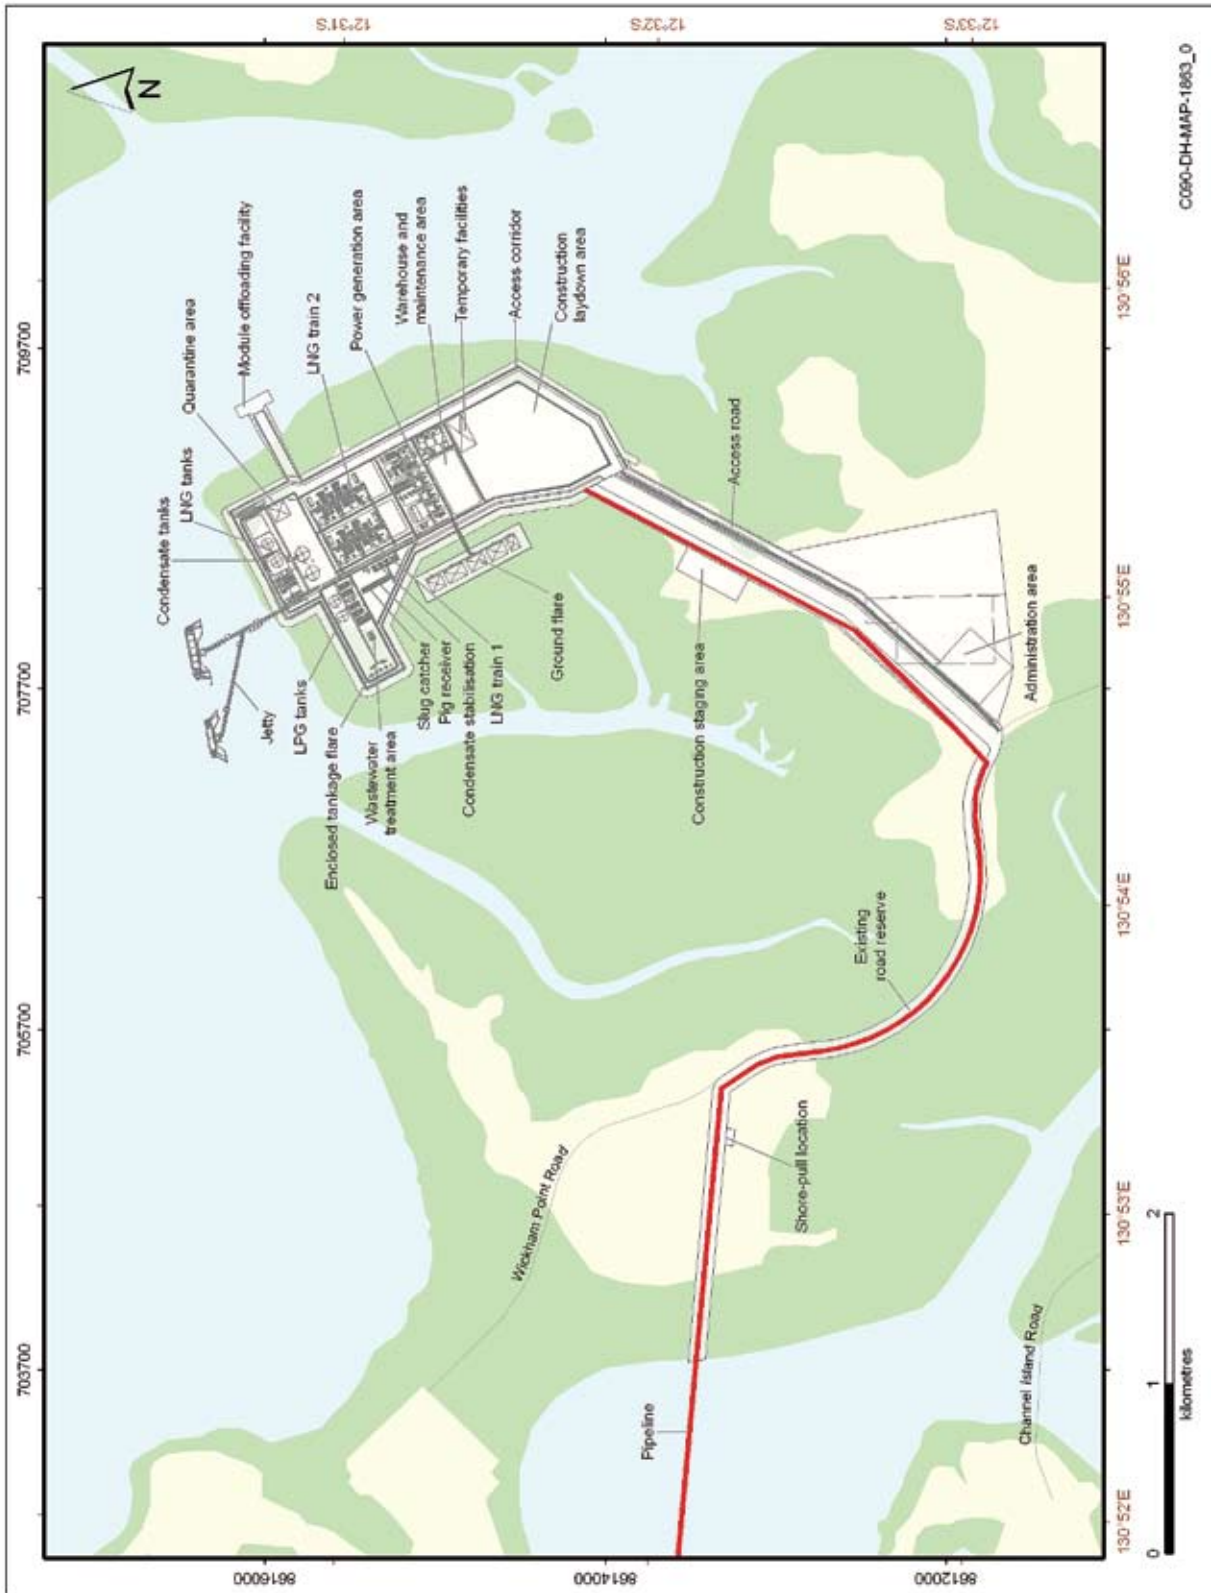 703700
705700
707700
709700
N
8616000
8614000
8612000
12°31'S
12°32'S
12°33'S
130°52'E
130°53'E
130°54'E
130°55'E
130°56'E
Condensate tanks
LNG tanks
Quarantine area
Module offloading facility
LNG train 2
Power generation area
Warehouse and
maintenance area
Temporary facilities
Access corridor
Construction
laydown area
Jetty
LPG tanks
Enclosed tankage flare
Wastewater
treatment area
Slug catcher
Pig receiver
Condensate stabilisation
LNG train 1
Ground flare
Access road
Construction staging area
Administration area
Existing
road reserve
Wickham Point Road
Shore-pull location
Pipeline
Channel Island Road
0
1
2
kilometres
C090-DH-MAP-1863_0